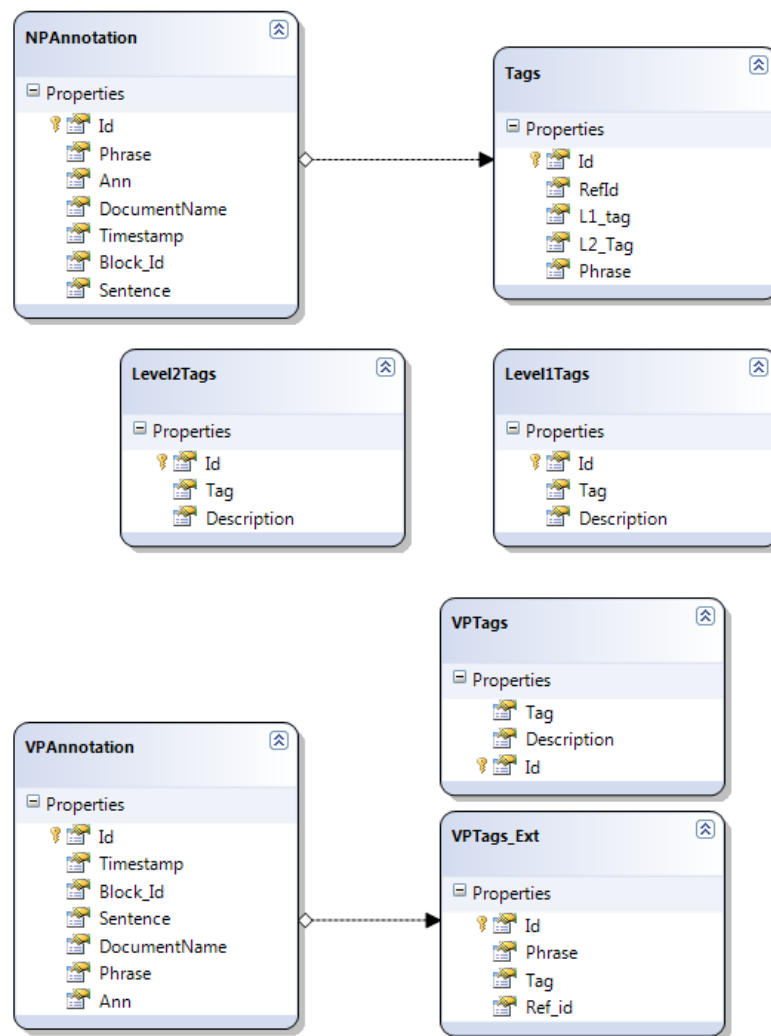 NPAnnotation
Properties
Id
Phrase
Ann
DocumentName
Timestamp
Block_Id
Sentence
Tags
Properties
Id
RefId
L1_tag
L2_Tag
Phrase
Level2Tags
Properties
Id
Tag
Description
Level1Tags
Properties
Id
Tag
Description
VPTags
Properties
Tag
Description
Id
VPAnnotation
Properties
Id
Timestamp
Block_Id
Sentence
DocumentName
Phrase
Ann
VPTags_Ext
Properties
Id
Phrase
Tag
Ref_id